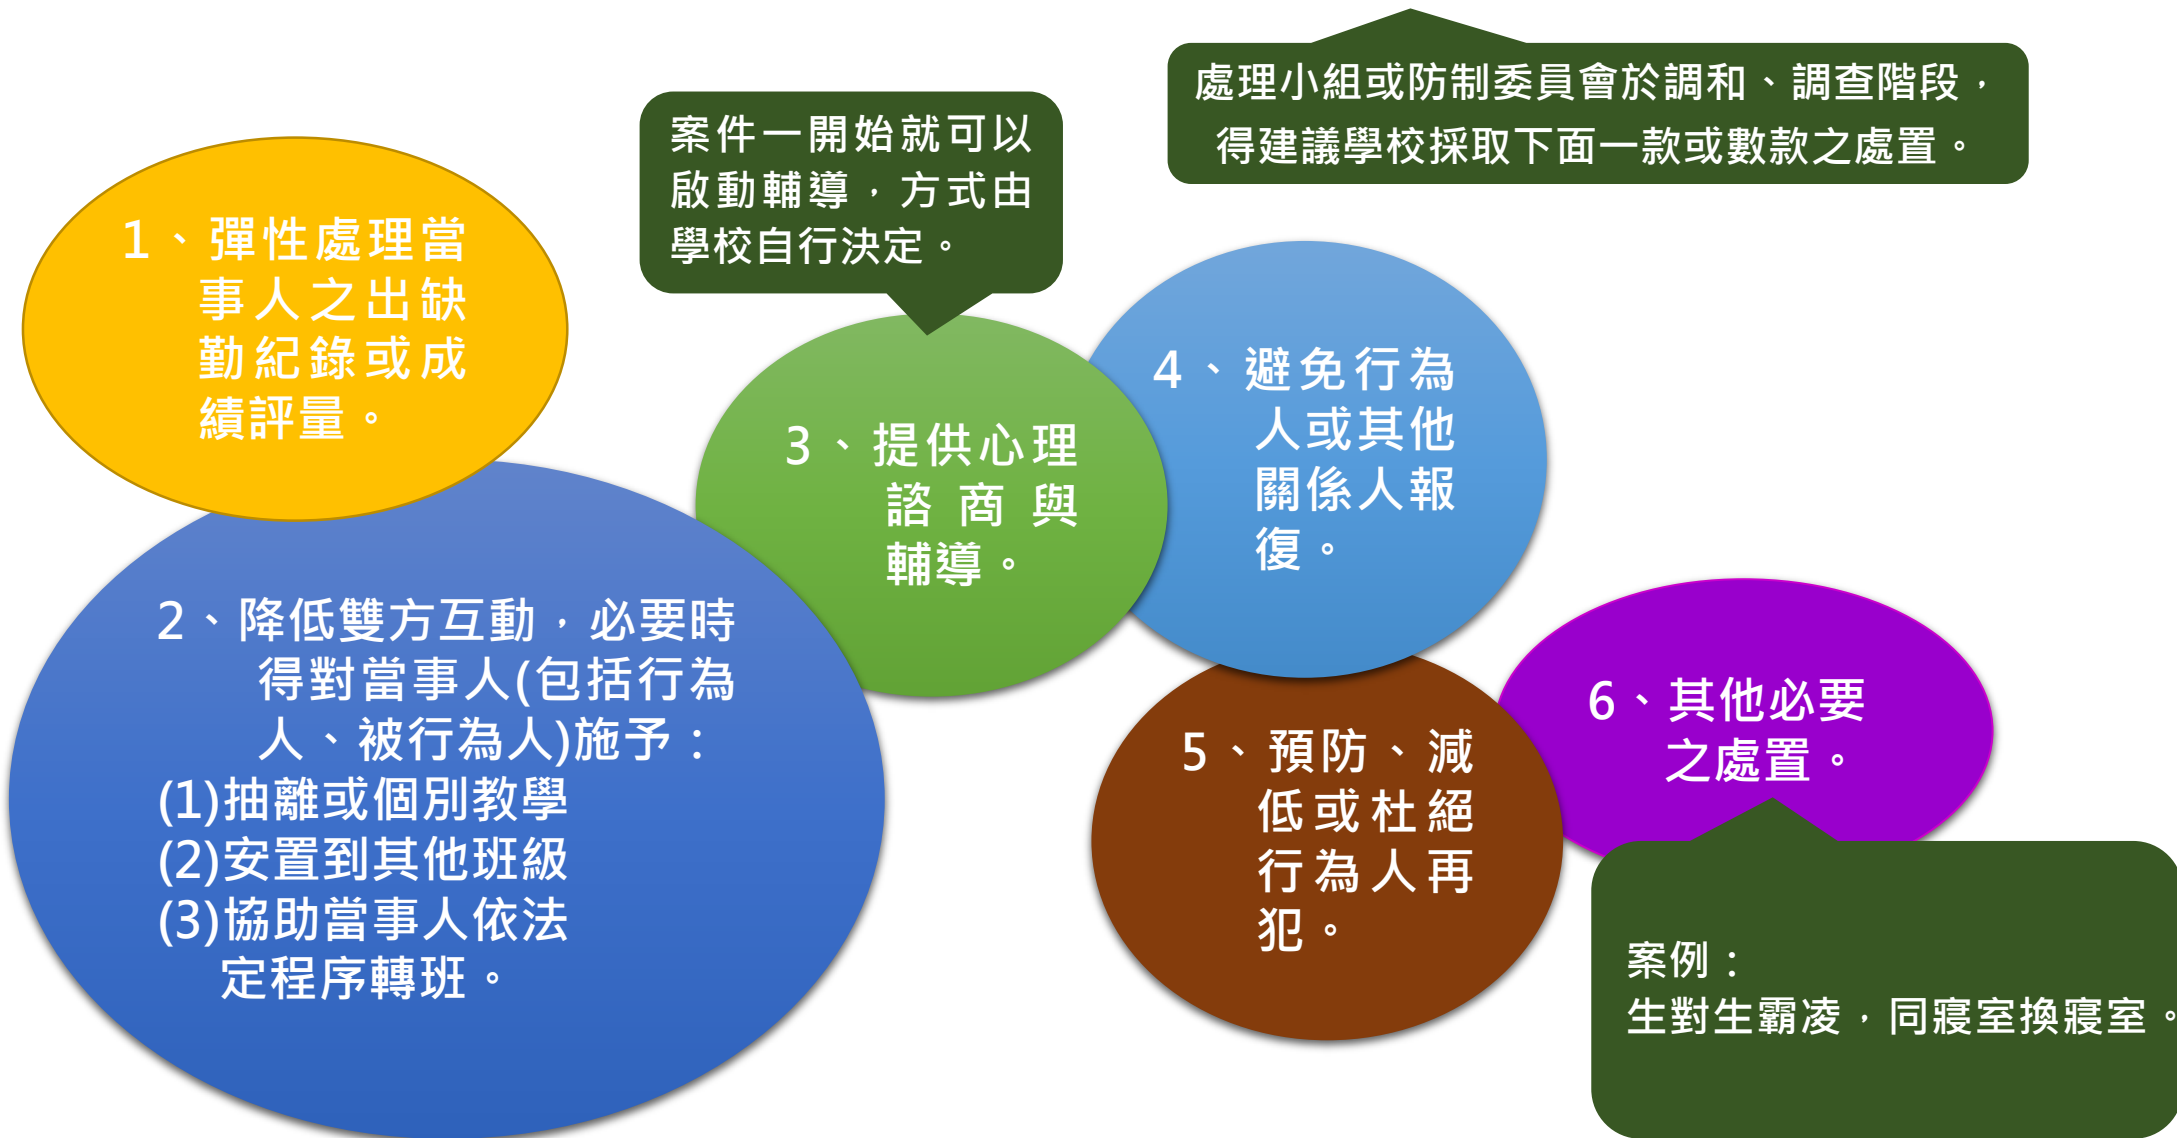 處理小組或防制委員會於調和、調查階段，
得建議學校採取下面一款或數款之處置。
案件一開始就可以
啟動輔導，方式由
學校自行決定。
1、彈性處理當
事人之出缺
勤紀錄或成
績評量。
2、降低雙方互動，必要時
得對當事人(包括行為
人、被行為人)施予：
(1)抽離或個別教學
(2)安置到其他班級
(3)協助當事人依法
定程序轉班。
3、提供心理
諮商與
輔導。
4、避免行為
人或其他
關係人報
復。
5、預防、減
低或杜絕
行為人再
犯。
6、其他必要
之處置。
案例：
生對生霸凌，同寢室換寢室。